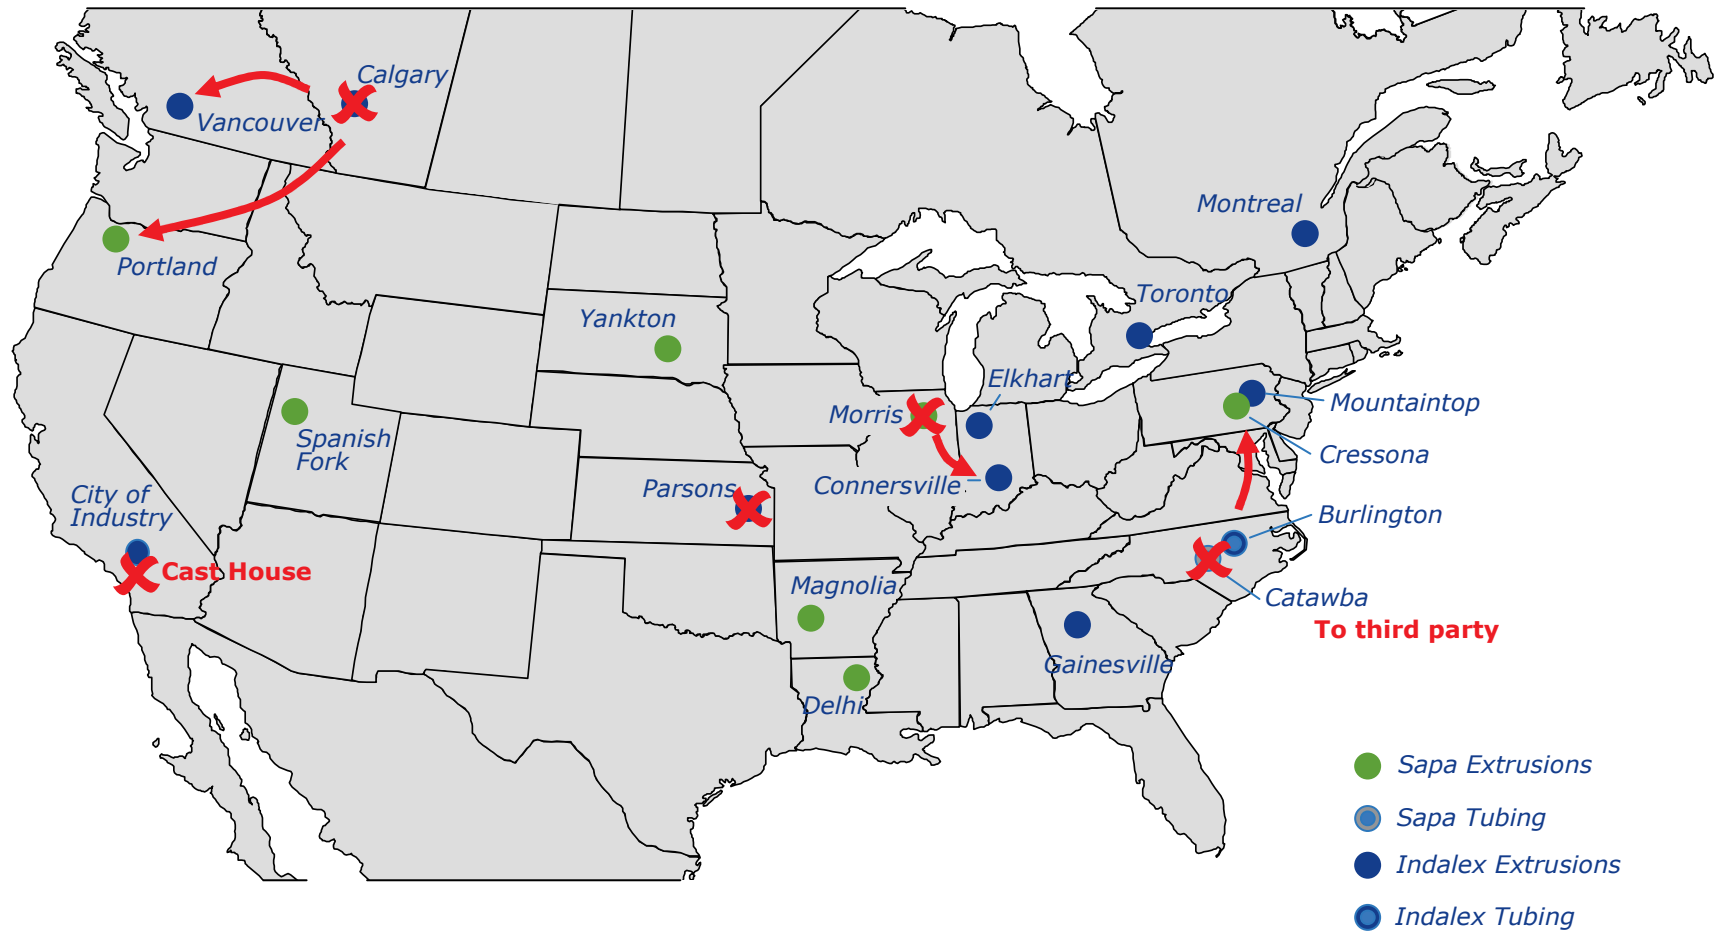 Calgary
Vancouver
Montreal
Portland
Toronto
Yankton
Elkhart
Morris
Mountaintop
Spanish
Fork
Cressona
Connersville
Parsons
City of
Industry
Burlington
Cast House
Magnolia
Catawba
To third party
Gainesville
Delhi
Sapa Extrusions
Sapa Tubing
Indalex Extrusions
Indalex Tubing